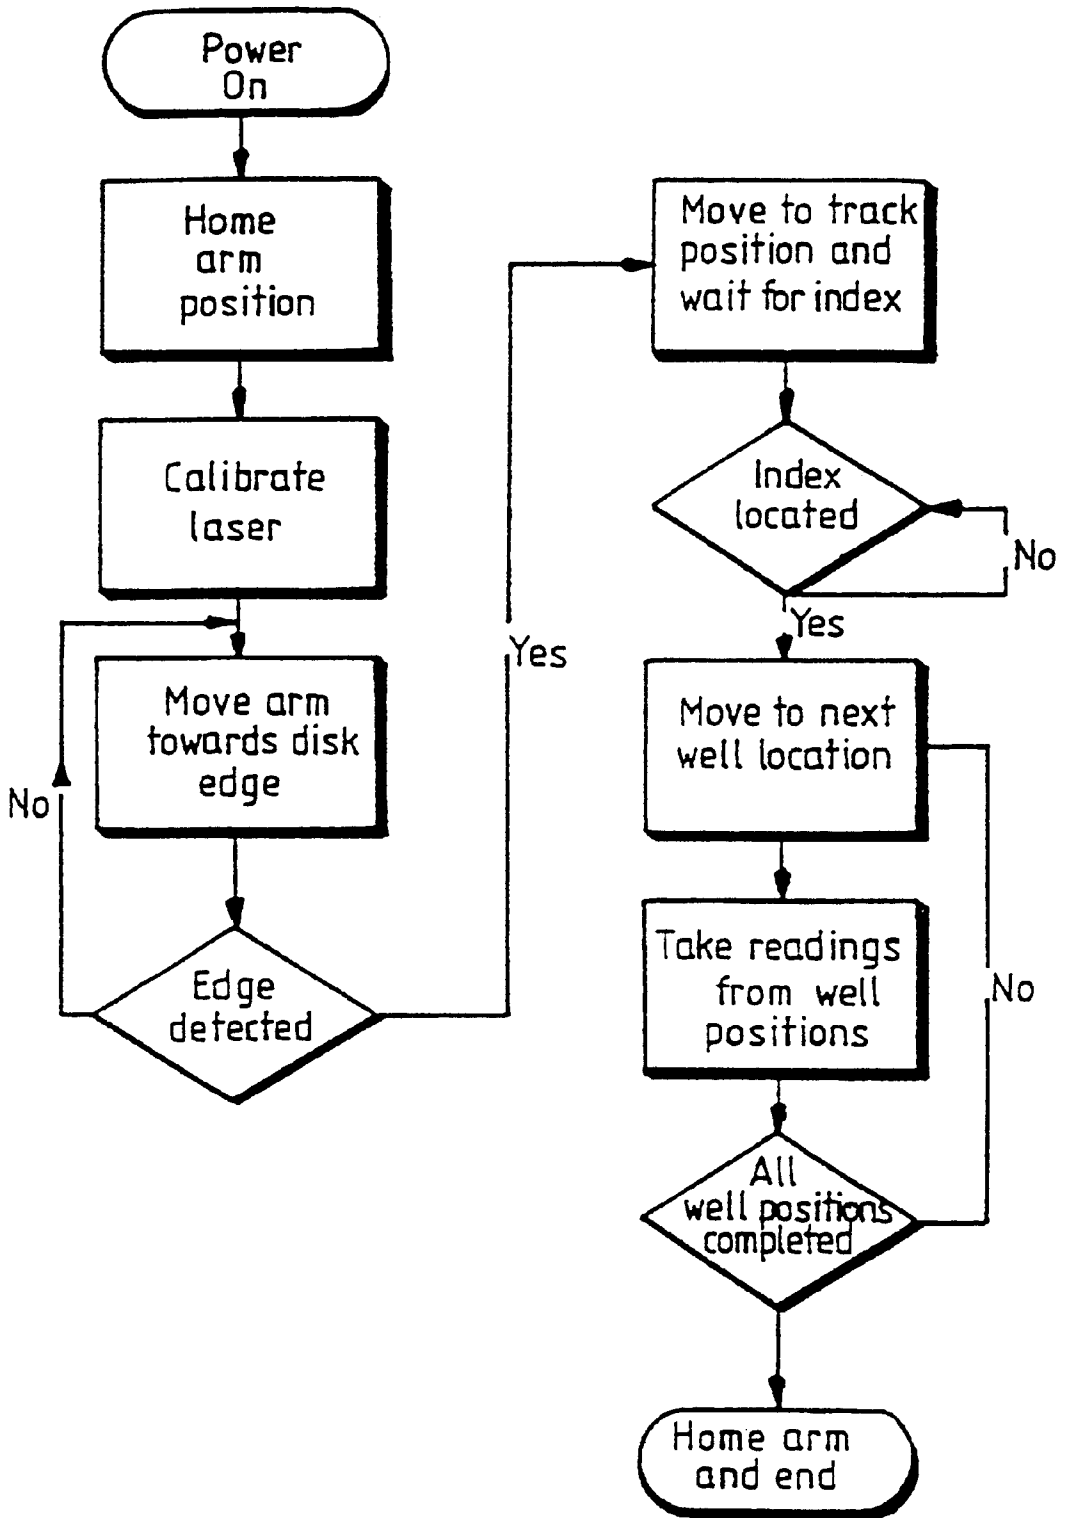 Power
On
Home
arm
position
Calibrate
laser
Move arm
towards disk
edge
No
Edge
detected
Yes
Move to track
position and
wait for index
Index
located
No
Yes
Move to next
well location
Take readings
from well
positions
No
All
well positions
completed
Home arm
and end